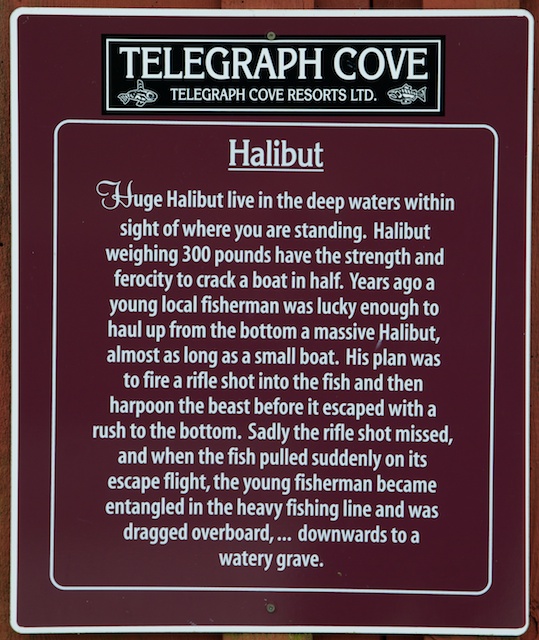 TELEGRAPH COVE
TELEGRAPH COVE RESORTS LTD.
Halibut
Huge Halibut live in the deep waters within
sight of where you are standing. Halibut
weighing 300 pounds have the strength and
ferocity to crack a boat in half. Years ago a
young local fisherman was lucky enough to
haul up from the bottom a massive Halibut,
almost as long as a small boat. His plan was
to fire a rifle shot into the fish and then
harpoon the beast before it escaped with a
rush to the bottom. Sadly the rifle shot missed,
and when the fish pulled suddenly on its
escape flight, the young fisherman became
entangled in the heavy fishing line and was
dragged overboard, ... downwards to a
watery grave.